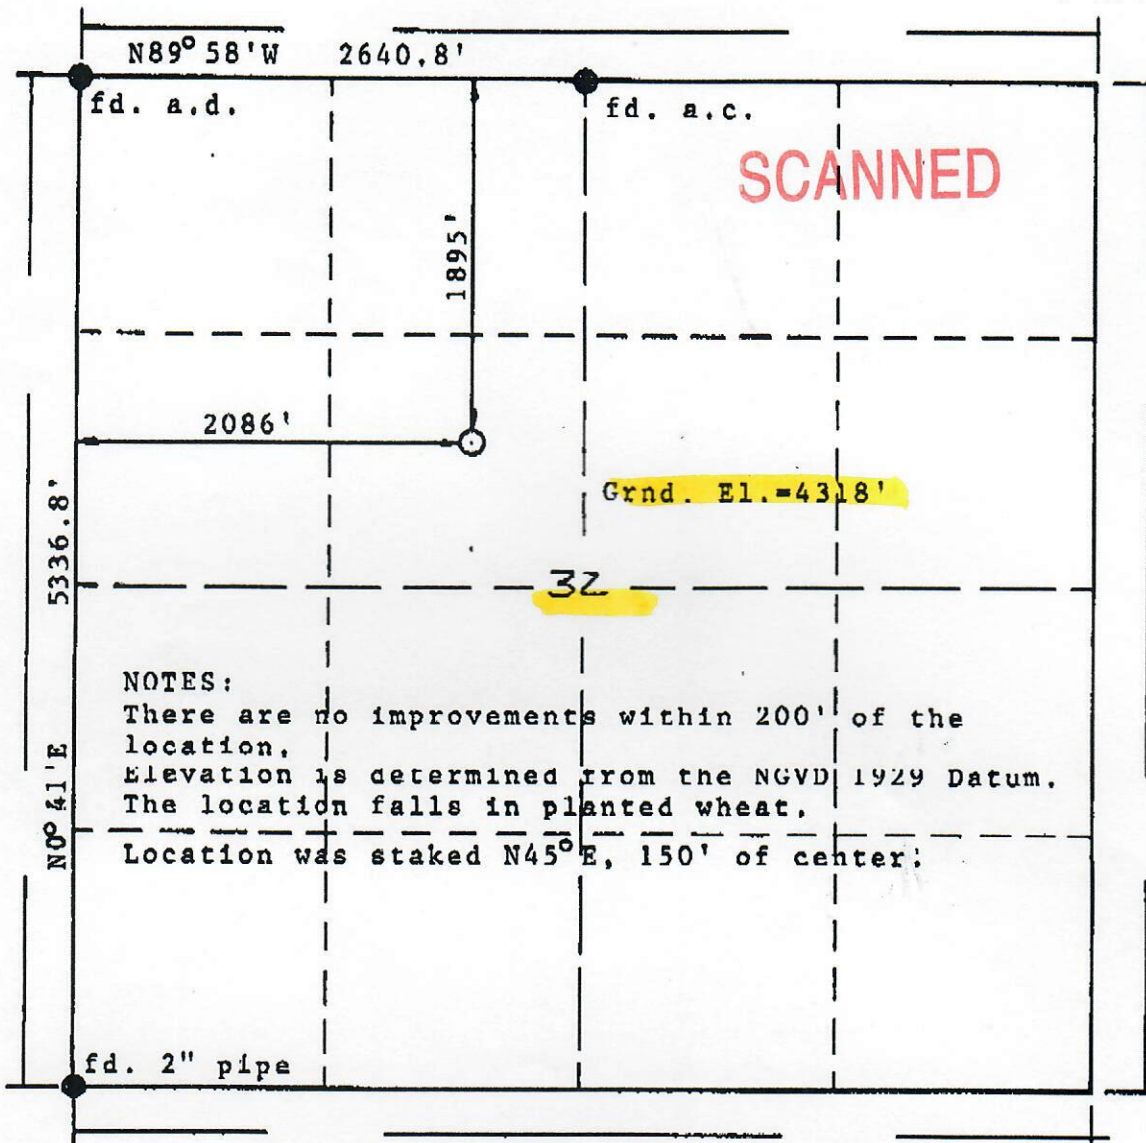 N89°58'W 2640.8'
fd. a.d.
fd. a.c.
SCANNED
1895'
2086'
Grnd. El.=4318'
5336.8'
32
NOTES:
There are no improvements within 200' of the
location.
Elevation is determined from the NGVD 1929 Datum.
The location falls in planted wheat.
N0°41'E
Location was staked N45°E, 150' of center.
fd. 2" pipe